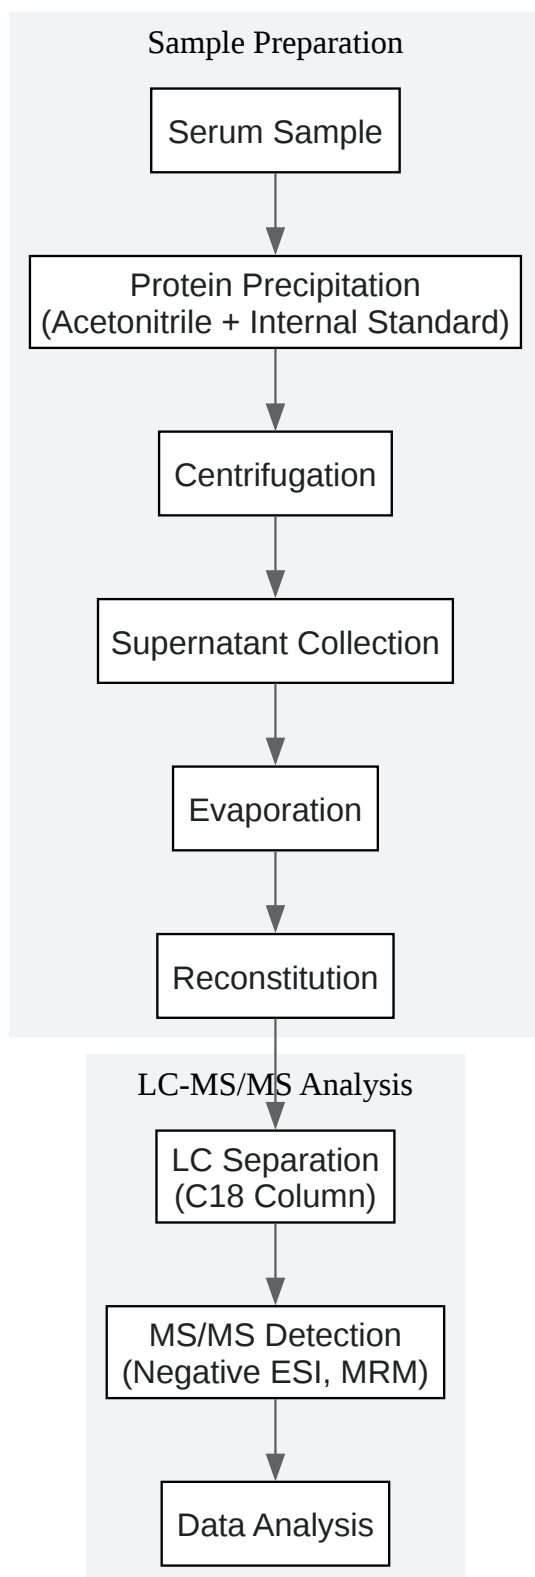 Sample Preparation
Serum Sample
Protein Precipitation
(Acetonitrile + Internal Standard)
Centrifugation
Supernatant Collection
Evaporation
Reconstitution
LC-MS/MS Analysis
LC Separation
(C18 Column)
MS/MS Detection
(Negative ESI, MRM)
Data Analysis